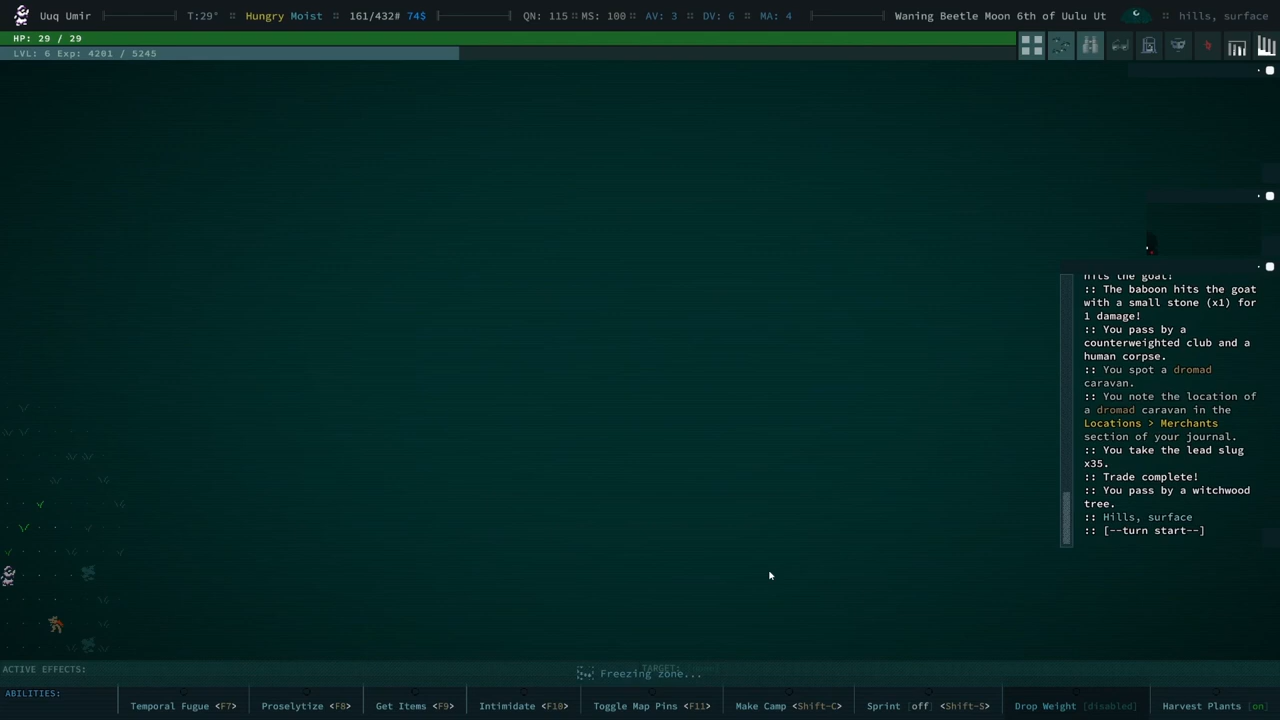 Uuq Umir T:29° Hungry Moist 161/432# 74$ QN: 115 MS: 100 AV: 3 DV: 6 MA: 4 Waning Beetle Moon 6th of Uulu Ut hills, surface
HP: 29 / 29
LVL: 6 Exp: 4201 / 5245
hits the goat!
:: The baboon hits the goat
with a small stone (x1) for
1 damage!
:: You pass by a
counterweighted club and a
human corpse.
:: You spot a dromad
caravan.
:: You note the location of
a dromad caravan in the
Locations > Merchants
section of your journal.
:: You take the lead slug
x35.
:: Trade complete!
:: You pass by a witchwood
tree.
:: Hills, surface
:: [--turn start--]
ACTIVE EFFECTS: TARGET:
Freezing zone...
ABILITIES: Temporal Fugue <F7> Proselytize <F8> Get Items <F9> Intimidate <F10> Toggle Map Pins <F11> Make Camp <Shift-C> Sprint [off] <Shift-S> Drop Weight [disabled] Harvest Plants [on]